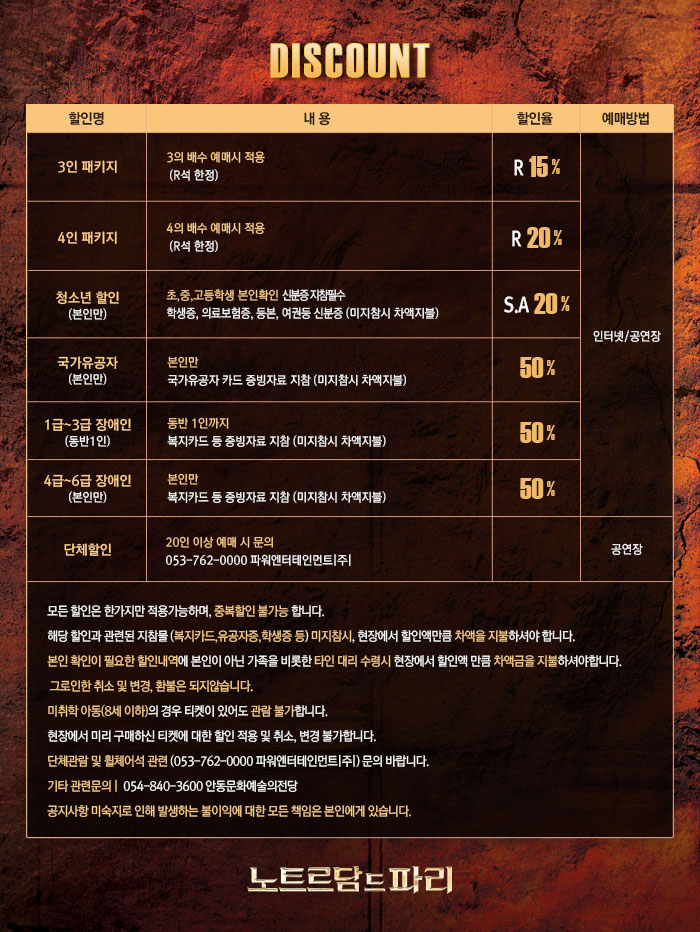 DISCOUNT
할인명 내 용 할인율 예매방법
3인 패키지
3의 배수 예매시 적용
(R석 한정)
R 15%
4인 패키지
4의 배수 예매시 적용
(R석 한정)
R 20%
청소년 할인
(본인만)
초,중,고등학생 본인확인 신분증 지참필수
학생증, 의료보험증, 등본, 여권등 신분증 (미지참시 차액지불)
S.A 20%
인터넷/공연장
국가유공자
(본인만)
본인만
국가유공자 카드 증빙자료 지참 (미지참시 차액지불)
50%
1급~3급 장애인
(동반1인)
동반 1인까지
복지카드 등 증빙자료 지참 (미지참시 차액지불)
50%
4급~6급 장애인
(본인만)
본인만
복지카드 등 증빙자료 지참 (미지참시 차액지불)
50%
단체할인
20인 이상 예매 시 문의
053-762-0000 파워엔터테인먼트|주|
공연장
모든 할인은 한가지만 적용가능하며, 중복할인 불가능 합니다.
해당 할인과 관련된 지참물 (복지카드,유공자증,학생증 등) 미지참시, 현장에서 할인액만큼 차액을 지불하셔야 합니다.
본인 확인이 필요한 할인내역에 본인이 아닌 가족을 비롯한 타인 대리 수령시 현장에서 할인액 만큼 차액금을 지불하셔야합니다.
그로인한 취소 및 변경, 환불은 되지않습니다.
미취학 아동(8세 이하)의 경우 티켓이 있어도 관람 불가합니다.
현장에서 미리 구매하신 티켓에 대한 할인 적용 및 취소, 변경 불가합니다.
단체관람 및 휠체어석 관련 (053-762-0000 파워엔터테인먼트|주|) 문의 바랍니다.
기타 관련문의 | 054-840-3600 안동문화예술의전당
공지사항 미숙지로 인해 발생하는 불이익에 대한 모든 책임은 본인에게 있습니다.
노트르담드파리